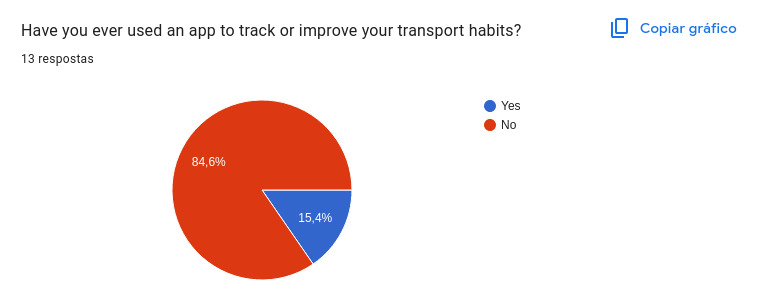 Have you ever used an app to track or improve your transport habits?
Copiar gráfico
13 respostas
Yes
No
84,6%
15,4%